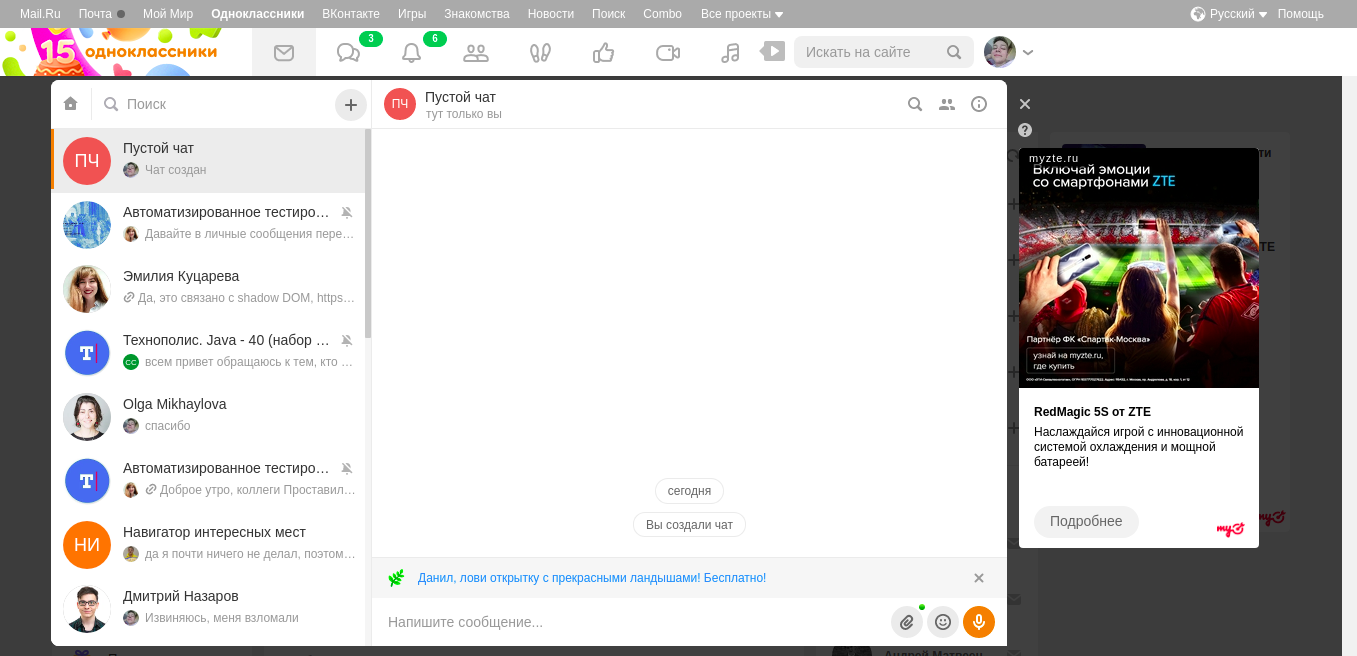 Mail.Ru Почта Мой Мир Одноклассники ВКонтакте Игры Знакомства Новости Поиск Combo Все проекты Русский Помощь
15 одноклассники
3
6
Искать на сайте
Поиск
ПЧ
Пустой чат
Чат создан
Автоматизированное тестиро…
Давайте в личные сообщения пере…
Эмилия Куцарева
Да, это связано с shadow DOM, https…
Т
Технополис. Java - 40 (набор …
СС
всем привет обращаюсь к тем, кто …
Olga Mikhaylova
спасибо
Т
Автоматизированное тестиро…
Доброе утро, коллеги Проставил…
НИ
Навигатор интересных мест
да я почти ничего не делал, поэтом…
Дмитрий Назаров
Извиняюсь, меня взломали
ПЧ
Пустой чат
тут только вы
сегодня
Вы создали чат
Данил, лови открытку с прекрасными ландышами! Бесплатно!
Напишите сообщение...
myzte.ru
Включай эмоции
со смартфонами ZTE
Партнёр ФК «Спартак-Москва»
узнай на myzte.ru,
где купить
RedMagic 5S от ZTE
Наслаждайся игрой с инновационной
системой охлаждения и мощной
батареей!
Подробнее